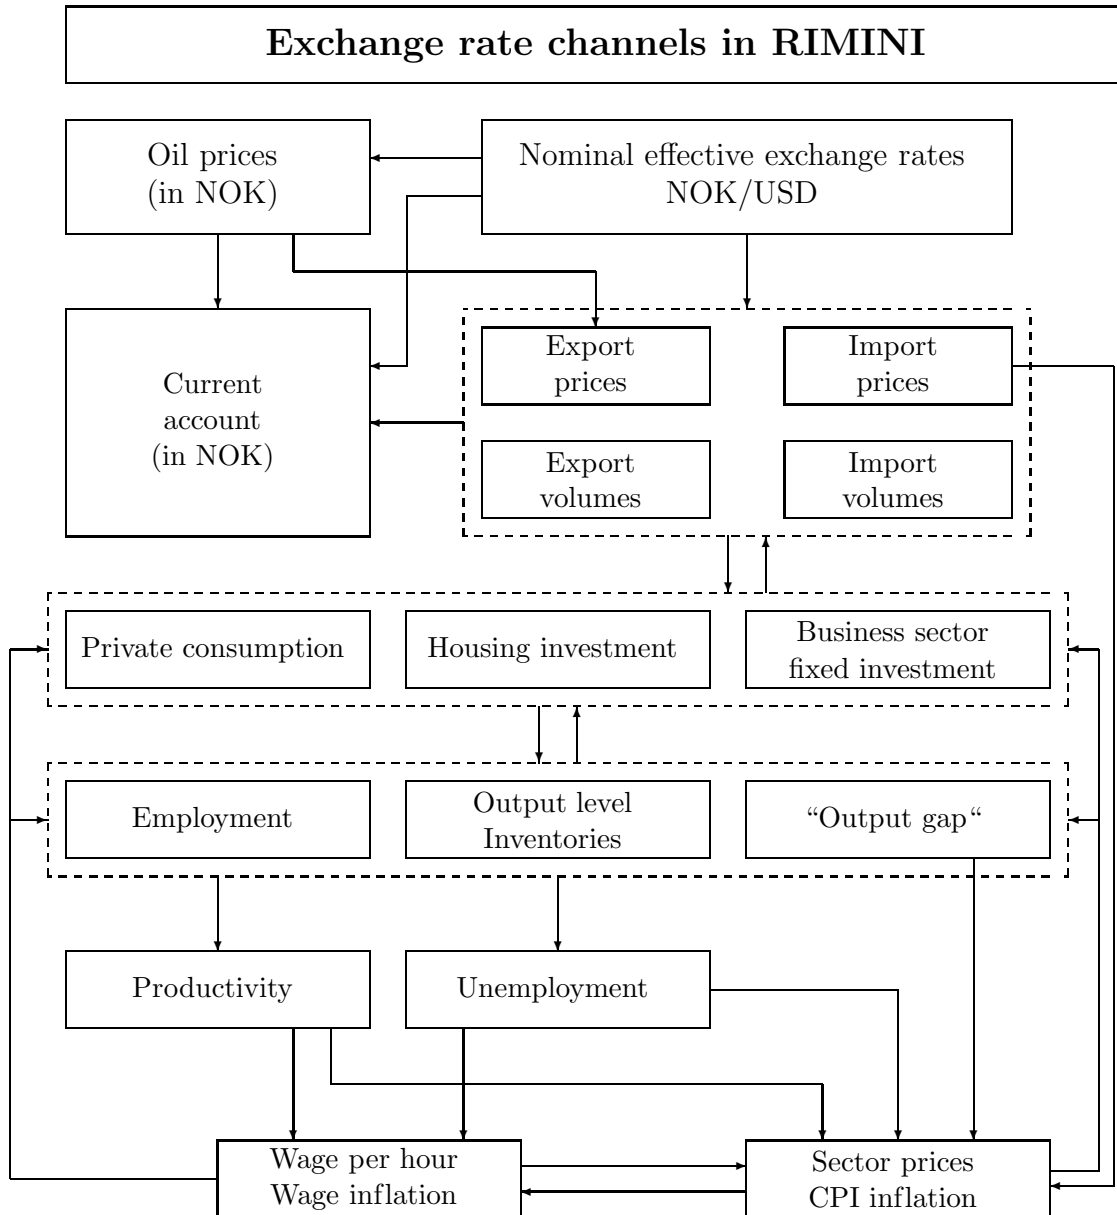 Exchange rate channels in RIMINI
Oil prices
(in NOK)
Nominal effective exchange rates
NOK/USD
Current
account
(in NOK)
Export
prices
Import
prices
Export
volumes
Import
volumes
Private consumption
Housing investment
Business sector
fixed investment
Employment
Output level
Inventories
“Output gap“
Productivity
Unemployment
Wage per hour
Wage inflation
Sector prices
CPI inflation